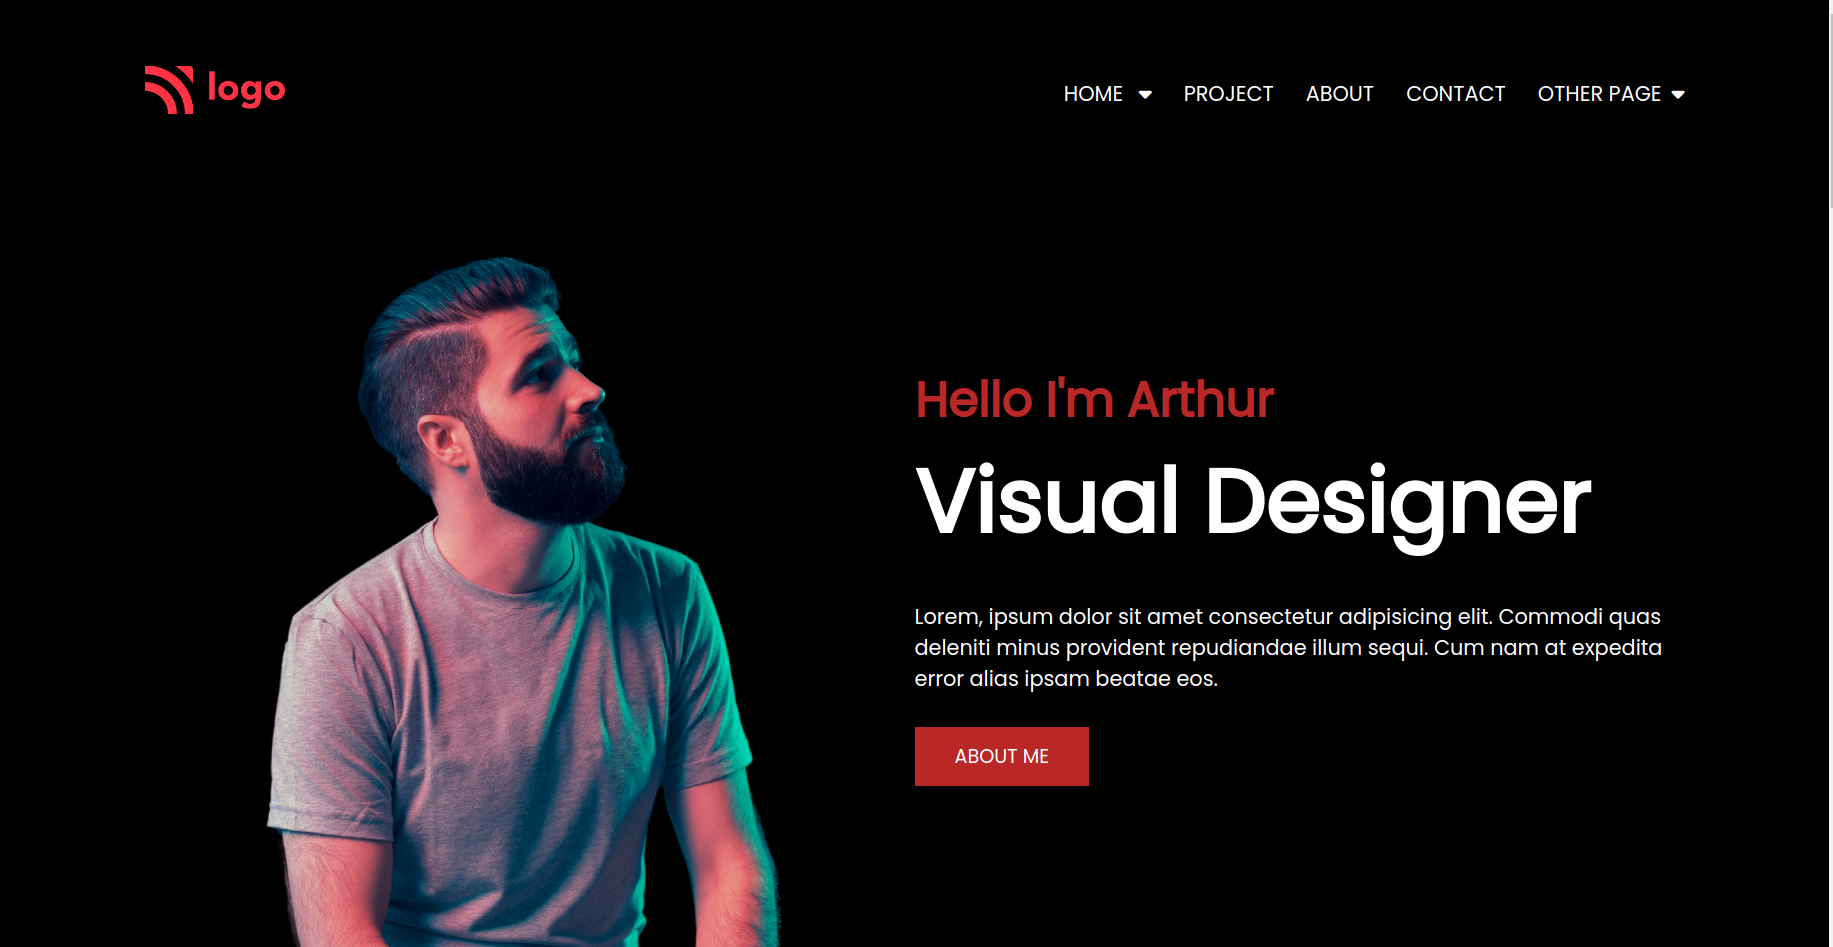 logo
HOME PROJECT ABOUT CONTACT OTHER PAGE
Hello I'm Arthur
Visual Designer
Lorem, ipsum dolor sit amet consectetur adipisicing elit. Commodi quas
deleniti minus provident repudiandae illum sequi. Cum nam at expedita
error alias ipsam beatae eos.
ABOUT ME